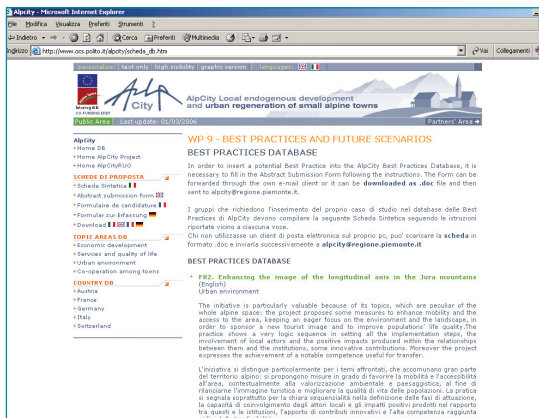 Alpcity - Microsoft Internet Explorer
File Modifica Visualizza Preferiti Strumenti ?
Indietro Cerca Preferiti Multimedia
Indirizzo http://www.ocs.polito.it/alpcity/scheda_db.htm Vai Collegamenti
personalise: | text only | high visibility | graphic version | languages:
Interreg III B
CO-FUNDING ERDF
Alp City
AlpCity Local endogenous development
and urban regeneration of small alpine towns
Public Area Last update: 01/03/2006 Partners' Area
AlpCity
Home DB
Home AlpCity Project
Home AlpCityRUO
SCHEDE DI PROPOSTA
Scheda Sintetica
Abstract submission form
Formulaire de candidature
Formular zur Erfassung
Download
TOPIC AREAS DB
Economic development
Services and quality of life
Urban environment
Co-operation among towns
COUNTRY DB
Austria
France
Germany
Italy
Switzerland
WP 9 - BEST PRACTICES AND FUTURE SCENARIOS
BEST PRACTICES DATABASE
In order to insert a potential Best Practice into the AlpCity Best Practices Database, it is
necessary to fill in the Abstract Submission Form following the instructions. The Form can be
forwarded through the own e-mail client or it can be downloaded as .doc file and then
sent to alpcity@regione.piemonte.it
I gruppi che richiedono l'inserimento del proprio caso di studio nel database delle Best
Practices di AlpCity devono compilare la seguente Scheda Sintetica seguendo le istruzioni
riportate vicino a ciascuna voce.
Chi non utilizzasse un client di posta elettronica sul proprio pc, puo' scaricare la scheda in
formato .doc e inviarla successivamente a alpcity@regione.piemonte.it
BEST PRACTICES DATABASE
FR2. Enhancing the image of the longitudinal axis in the Jura mountains
(English)
Urban environment
The initiative is particularly valuable because of its topics, which are peculiar of the
whole alpine space: the project proposes some measures to enhance mobility and the
access to the area, keeping an eager focus on the environment and the landscape, in
order to sponsor a new tourist image and to improve populations' life quality.The
practice shows a very logic sequence in setting all the implementation steps, the
involvement of local actors and the positive impacts produced within the relationships
between them and the institutions, some innovative contributions. Moreover the project
expresses the achievement of a notable competence useful for transfer.
L'iniziativa si distingue particolarmente per i temi affrontati, che accomunano gran parte
del territorio alpino: si propongono misure in grado di favorire la mobilità e l'accessibilità
all'area, contestualmente alla valorizzazione ambientale e paesaggistica, al fine di
rilanciarne l'immagine turistica e migliorare la qualità di vita delle popolazioni. La pratica
si segnala soprattutto per la chiara sequenzialità nella definizione delle fasi di attuazione,
la capacità di coinvolgimento degli attori locali e gli impatti positivi prodotti nel rapporto
tra questi e le istituzioni, l'apporto di contributi innovativi e l'alta competenza raggiunta